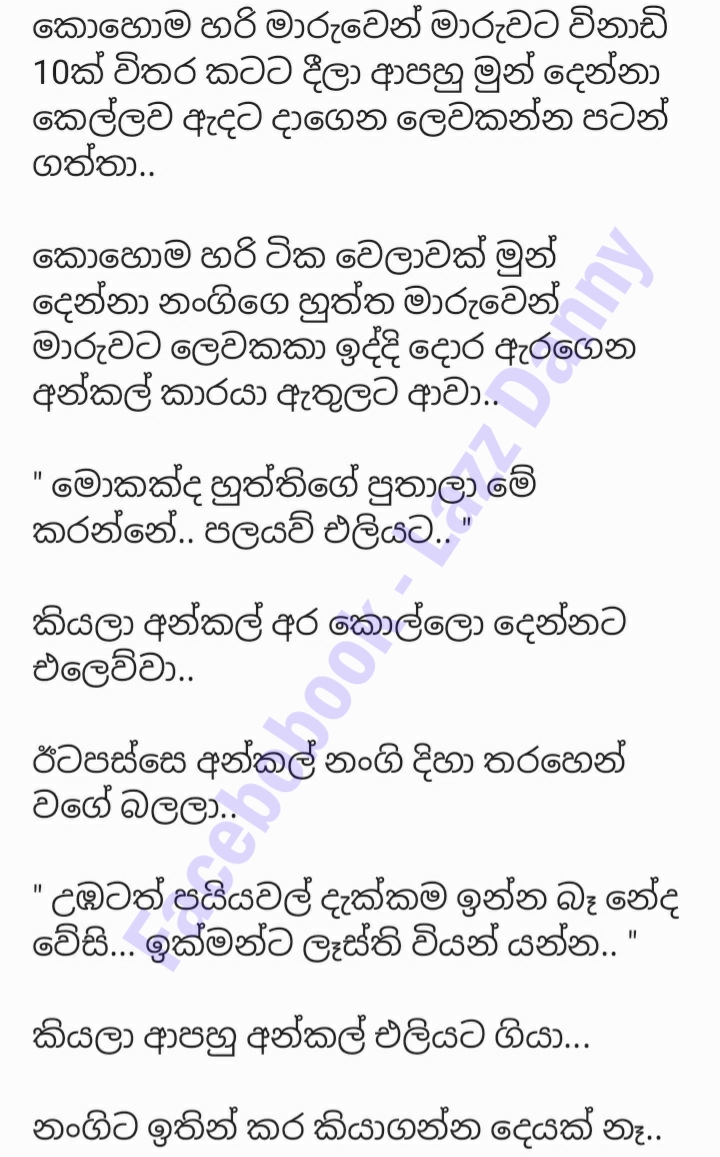 කොහොම හරි මාරුවෙන් මාරුවට විනාඩි
10ක් විතර කටට දීලා ආපහු මුන් දෙන්නා
කෙල්ලව ඇදට දාගෙන ලෙවකන්න පටන්
ගත්තා..
කොහොම හරි ටික වෙලාවක් මුන්
දෙන්නා නංගිගෙ හුත්ත මාරුවෙන්
මාරුවට ලෙවකකා ඉද්දි දොර ඇරගෙන
අන්කල් කාරයා ඇතුලට ආවා..
" මොකක්ද හුත්තිගේ පුතාලා මේ
කරන්නේ.. පලයව් එලියට.. "
කියලා අන්කල් අර කොල්ලො දෙන්නට
එලෙව්වා..
ඊටපස්සෙ අන්කල් නංගි දිහා තරහෙන්
වගේ බලලා..
" උඹටත් පයියවල් දැක්කම ඉන්න බෑ නේද
වේසි... ඉක්මන්ට ලෑස්ති වියන් යන්න.. "
කියලා ආපහු අන්කල් එලියට ගියා...
නංගිට ඉතින් කර කියාගන්න දෙයක් නෑ..
Facebook - Lazz Danny